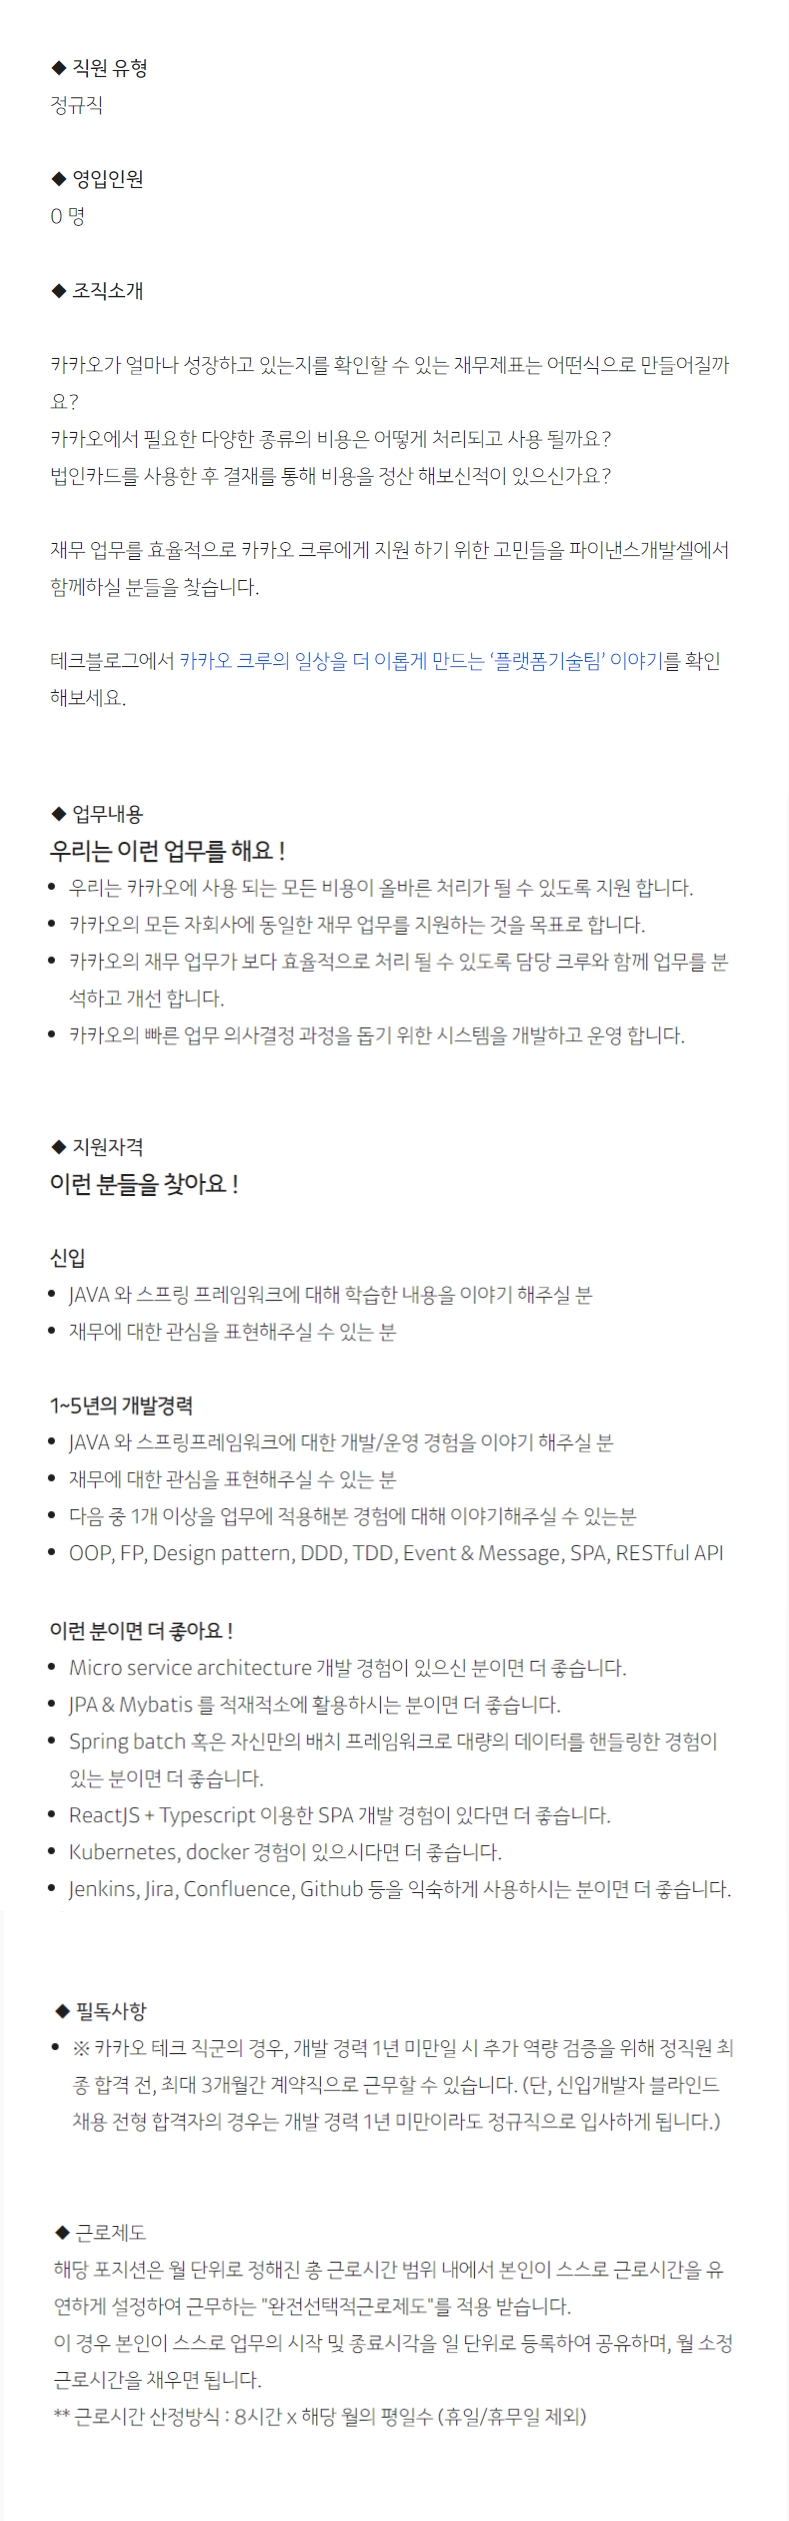 ◆ 직원 유형
정규직
◆ 영입인원
0 명
◆ 조직소개
카카오가 얼마나 성장하고 있는지를 확인할 수 있는 재무제표는 어떤식으로 만들어질까
요?
카카오에서 필요한 다양한 종류의 비용은 어떻게 처리되고 사용 될까요?
법인카드를 사용한 후 결재를 통해 비용을 정산 해보신적이 있으신가요?
재무 업무를 효율적으로 카카오 크루에게 지원 하기 위한 고민들을 파이낸스개발셀에서
함께하실 분들을 찾습니다.
테크블로그에서 카카오 크루의 일상을 더 이롭게 만드는 ‘플랫폼기술팀’ 이야기를 확인
해보세요.
◆ 업무내용
우리는 이런 업무를 해요 !
• 우리는 카카오에 사용 되는 모든 비용이 올바른 처리가 될 수 있도록 지원 합니다.
• 카카오의 모든 자회사에 동일한 재무 업무를 지원하는 것을 목표로 합니다.
• 카카오의 재무 업무가 보다 효율적으로 처리 될 수 있도록 담당 크루와 함께 업무를 분
석하고 개선 합니다.
• 카카오의 빠른 업무 의사결정 과정을 돕기 위한 시스템을 개발하고 운영 합니다.
◆ 지원자격
이런 분들을 찾아요 !
신입
• JAVA 와 스프링 프레임워크에 대해 학습한 내용을 이야기 해주실 분
• 재무에 대한 관심을 표현해주실 수 있는 분
1~5년의 개발경력
• JAVA 와 스프링프레임워크에 대한 개발/운영 경험을 이야기 해주실 분
• 재무에 대한 관심을 표현해주실 수 있는 분
• 다음 중 1개 이상을 업무에 적용해본 경험에 대해 이야기해주실 수 있는분
• OOP, FP, Design pattern, DDD, TDD, Event & Message, SPA, RESTful API
이런 분이면 더 좋아요 !
• Micro service architecture 개발 경험이 있으신 분이면 더 좋습니다.
• JPA & Mybatis 를 적재적소에 활용하시는 분이면 더 좋습니다.
• Spring batch 혹은 자신만의 배치 프레임워크로 대량의 데이터를 핸들링한 경험이
있는 분이면 더 좋습니다.
• ReactJS + Typescript 이용한 SPA 개발 경험이 있다면 더 좋습니다.
• Kubernetes, docker 경험이 있으시다면 더 좋습니다.
• Jenkins, Jira, Confluence, Github 등을 익숙하게 사용하시는 분이면 더 좋습니다.
◆ 필독사항
• ※ 카카오 테크 직군의 경우, 개발 경력 1년 미만일 시 추가 역량 검증을 위해 정직원 최
종 합격 전, 최대 3개월간 계약직으로 근무할 수 있습니다. (단, 신입개발자 블라인드
채용 전형 합격자의 경우는 개발 경력 1년 미만이라도 정규직으로 입사하게 됩니다.)
◆ 근로제도
해당 포지션은 월 단위로 정해진 총 근로시간 범위 내에서 본인이 스스로 근로시간을 유
연하게 설정하여 근무하는 "완전선택적근로제도"를 적용 받습니다.
이 경우 본인이 스스로 업무의 시작 및 종료시각을 일 단위로 등록하여 공유하며, 월 소정
근로시간을 채우면 됩니다.
** 근로시간 산정방식 : 8시간 x 해당 월의 평일수 (휴일/휴무일 제외)